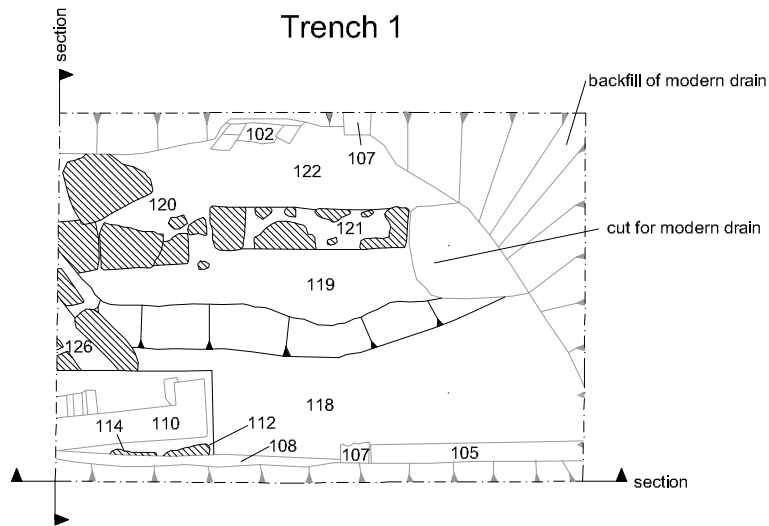 Trench 1
section
backfill of modern drain
102
107
122
120
121
cut for modern drain
119
126
118
114
110
112
108
107
105
section